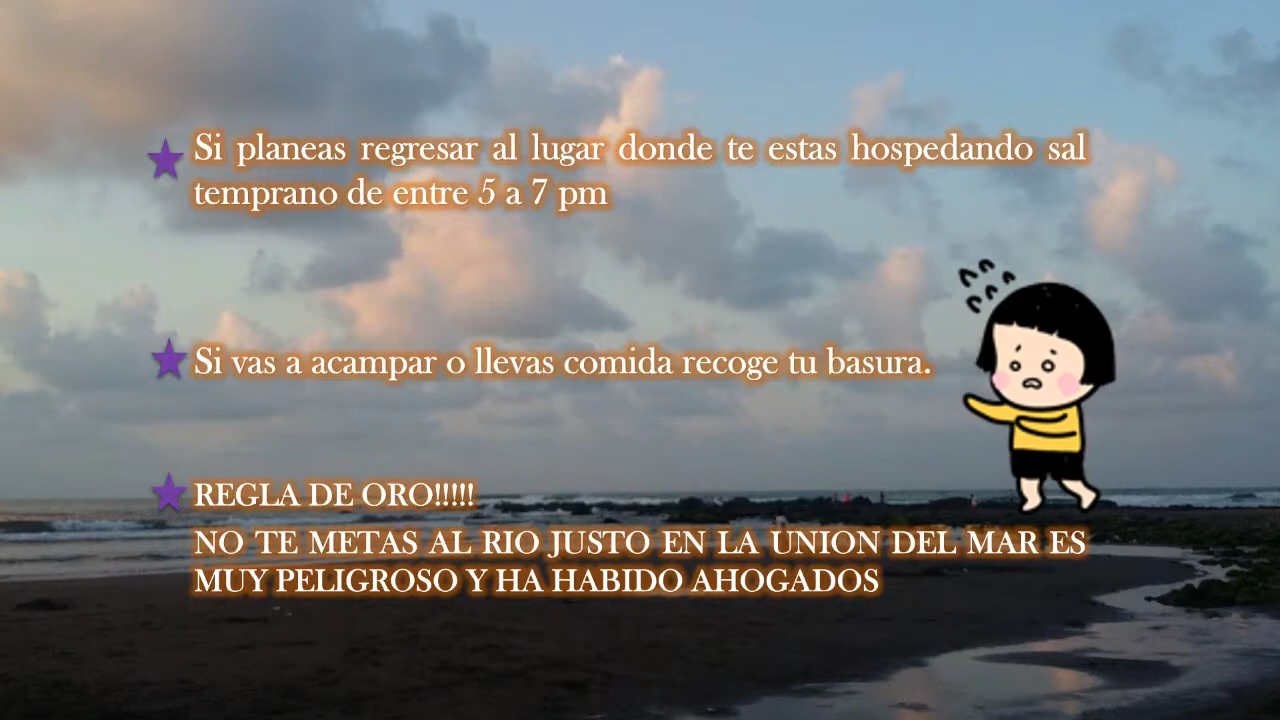 Si planeas regresar al lugar donde te estas hospedando sal
temprano de entre 5 a 7 pm
Si vas a acampar o llevas comida recoge tu basura.
REGLA DE ORO!!!!!
NO TE METAS AL RIO JUSTO EN LA UNION DEL MAR ES
MUY PELIGROSO Y HA HABIDO AHOGADOS